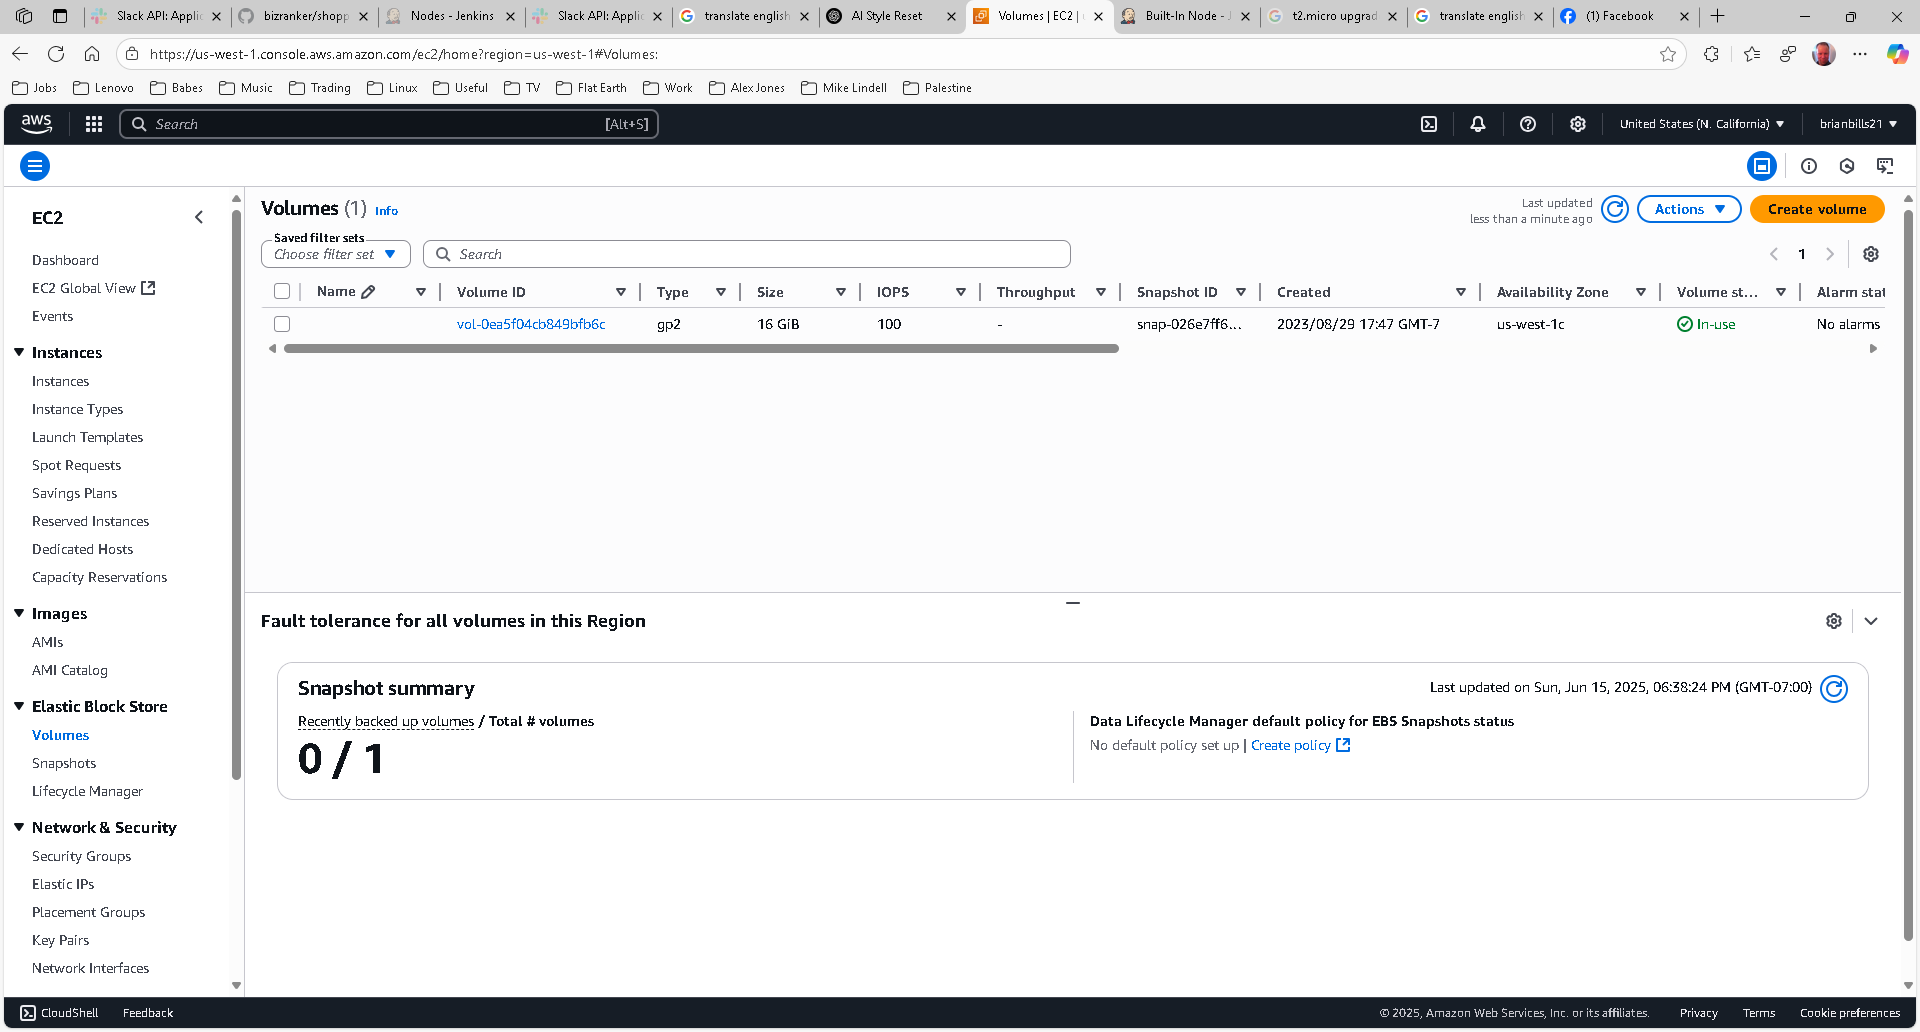 Slack API: Applic
bizranker/shopp
Nodes - Jenkins
Slack API: Applic
translate english
AI Style Reset
Volumes | EC2 |
Built-In Node - J
t2.micro upgrad
translate english
(1) Facebook
https://us-west-1.console.aws.amazon.com/ec2/home?region=us-west-1#Volumes:
Jobs
Lenovo
Babes
Music
Trading
Linux
Useful
TV
Flat Earth
Work
Alex Jones
Mike Lindell
Palestine
aws
Search
[Alt+S]
United States (N. California)
brianbills21
EC2
Dashboard
EC2 Global View
Events
Instances
Instances
Instance Types
Launch Templates
Spot Requests
Savings Plans
Reserved Instances
Dedicated Hosts
Capacity Reservations
Images
AMIs
AMI Catalog
Elastic Block Store
Volumes
Snapshots
Lifecycle Manager
Network & Security
Security Groups
Elastic IPs
Placement Groups
Key Pairs
Network Interfaces
Volumes (1) Info
Last updated
less than a minute ago
Actions
Create volume
Saved filter sets
Choose filter set
Search
1
Name
Volume ID
Type
Size
IOPS
Throughput
Snapshot ID
Created
Availability Zone
Volume st...
Alarm stat
vol-0ea5f04cb849bfb6c
gp2
16 GiB
100
-
snap-026e7ff6...
2023/08/29 17:47 GMT-7
us-west-1c
In-use
No alarms
Fault tolerance for all volumes in this Region
Snapshot summary
Last updated on Sun, Jun 15, 2025, 06:38:24 PM (GMT-07:00)
Recently backed up volumes / Total # volumes
0 / 1
Data Lifecycle Manager default policy for EBS Snapshots status
No default policy set up | Create policy
CloudShell
Feedback
© 2025, Amazon Web Services, Inc. or its affiliates.
Privacy
Terms
Cookie preferences